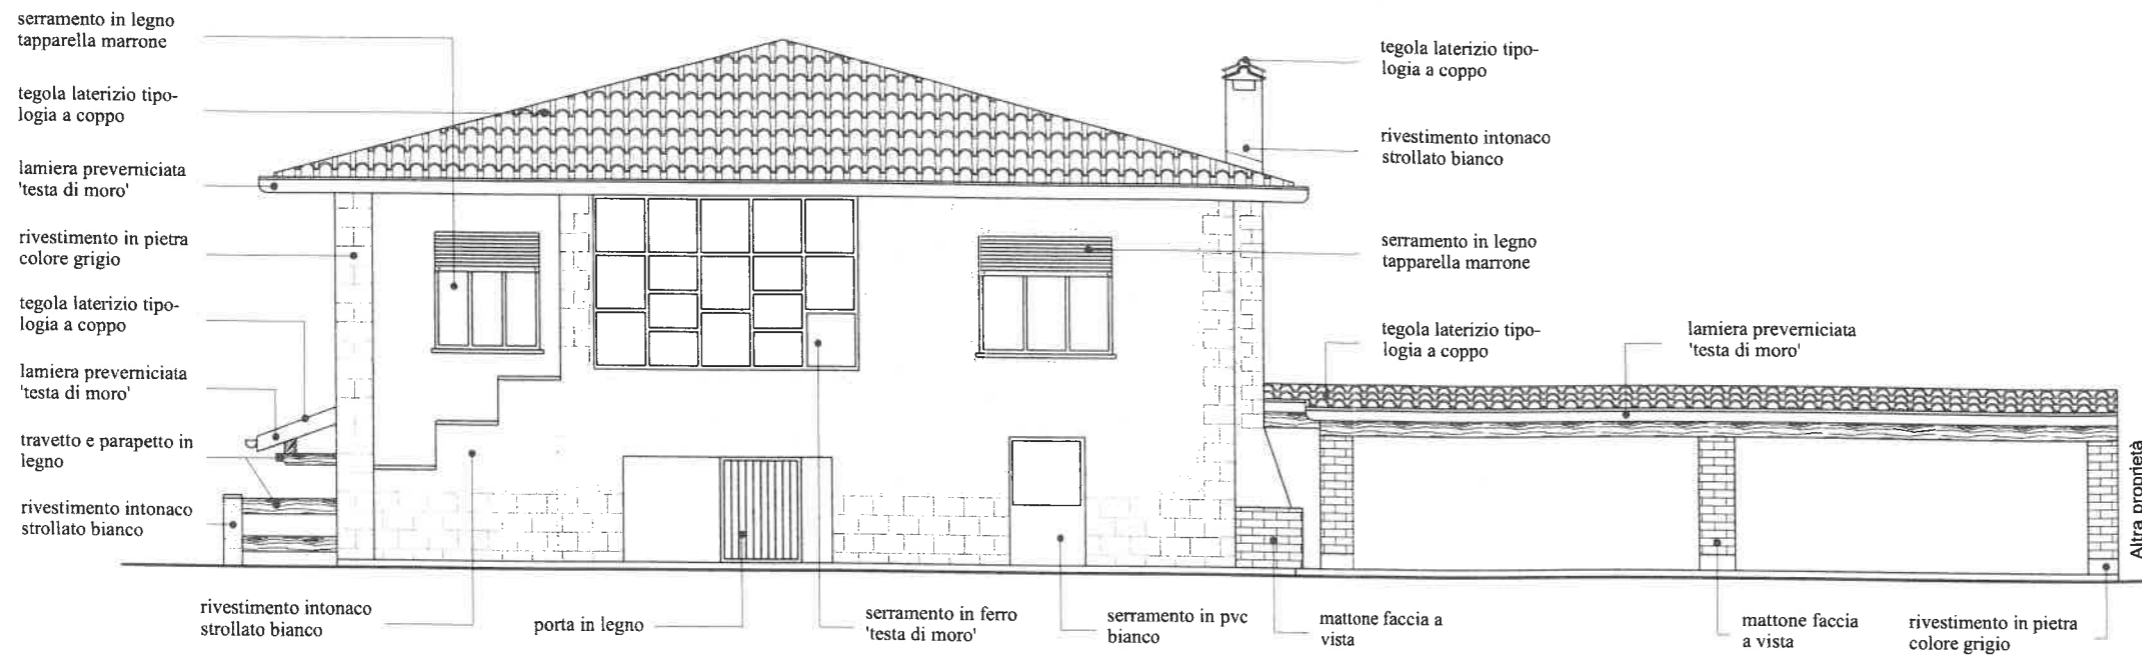 serramento in legno
tapparella marrone
tegola laterizio tipo-
logia a coppo
lamiera preverniciata
'testa di moro'
rivestimento in pietra
colore grigio
tegola laterizio tipo-
logia a coppo
lamiera preverniciata
'testa di moro'
travetto e parapetto in
legno
rivestimento intonaco
strollato bianco
tegola laterizio tipo-
logia a coppo
rivestimento intonaco
strollato bianco
serramento in legno
tapparella marrone
tegola laterizio tipo-
logia a coppo
lamiera preverniciata
'testa di moro'
Altra proprietà
rivestimento intonaco
strollato bianco
porta in legno
serramento in ferro
'testa di moro'
serramento in pvc
bianco
mattone faccia a
vista
mattone faccia
a vista
rivestimento in pietra
colore grigio